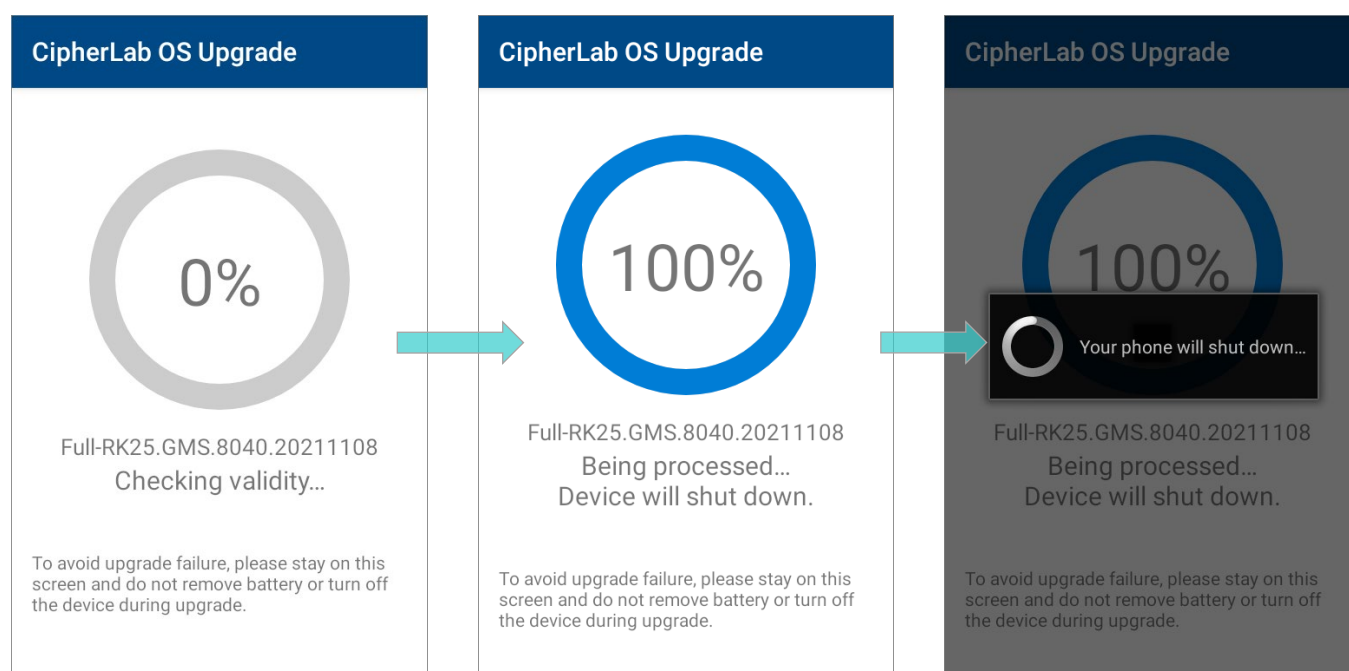 CipherLab OS Upgrade
0%
Full-RK25.GMS.8040.20211108
Checking validity...
To avoid upgrade failure, please stay on this
screen and do not remove battery or turn off
the device during upgrade.
CipherLab OS Upgrade
100%
Full-RK25.GMS.8040.20211108
Being processed...
Device will shut down.
To avoid upgrade failure, please stay on this
screen and do not remove battery or turn off
the device during upgrade.
CipherLab OS Upgrade
100%
Your phone will shut down...
Full-RK25.GMS.8040.20211108
Being processed...
Device will shut down.
To avoid upgrade failure, please stay on this
screen and do not remove battery or turn off
the device during upgrade.